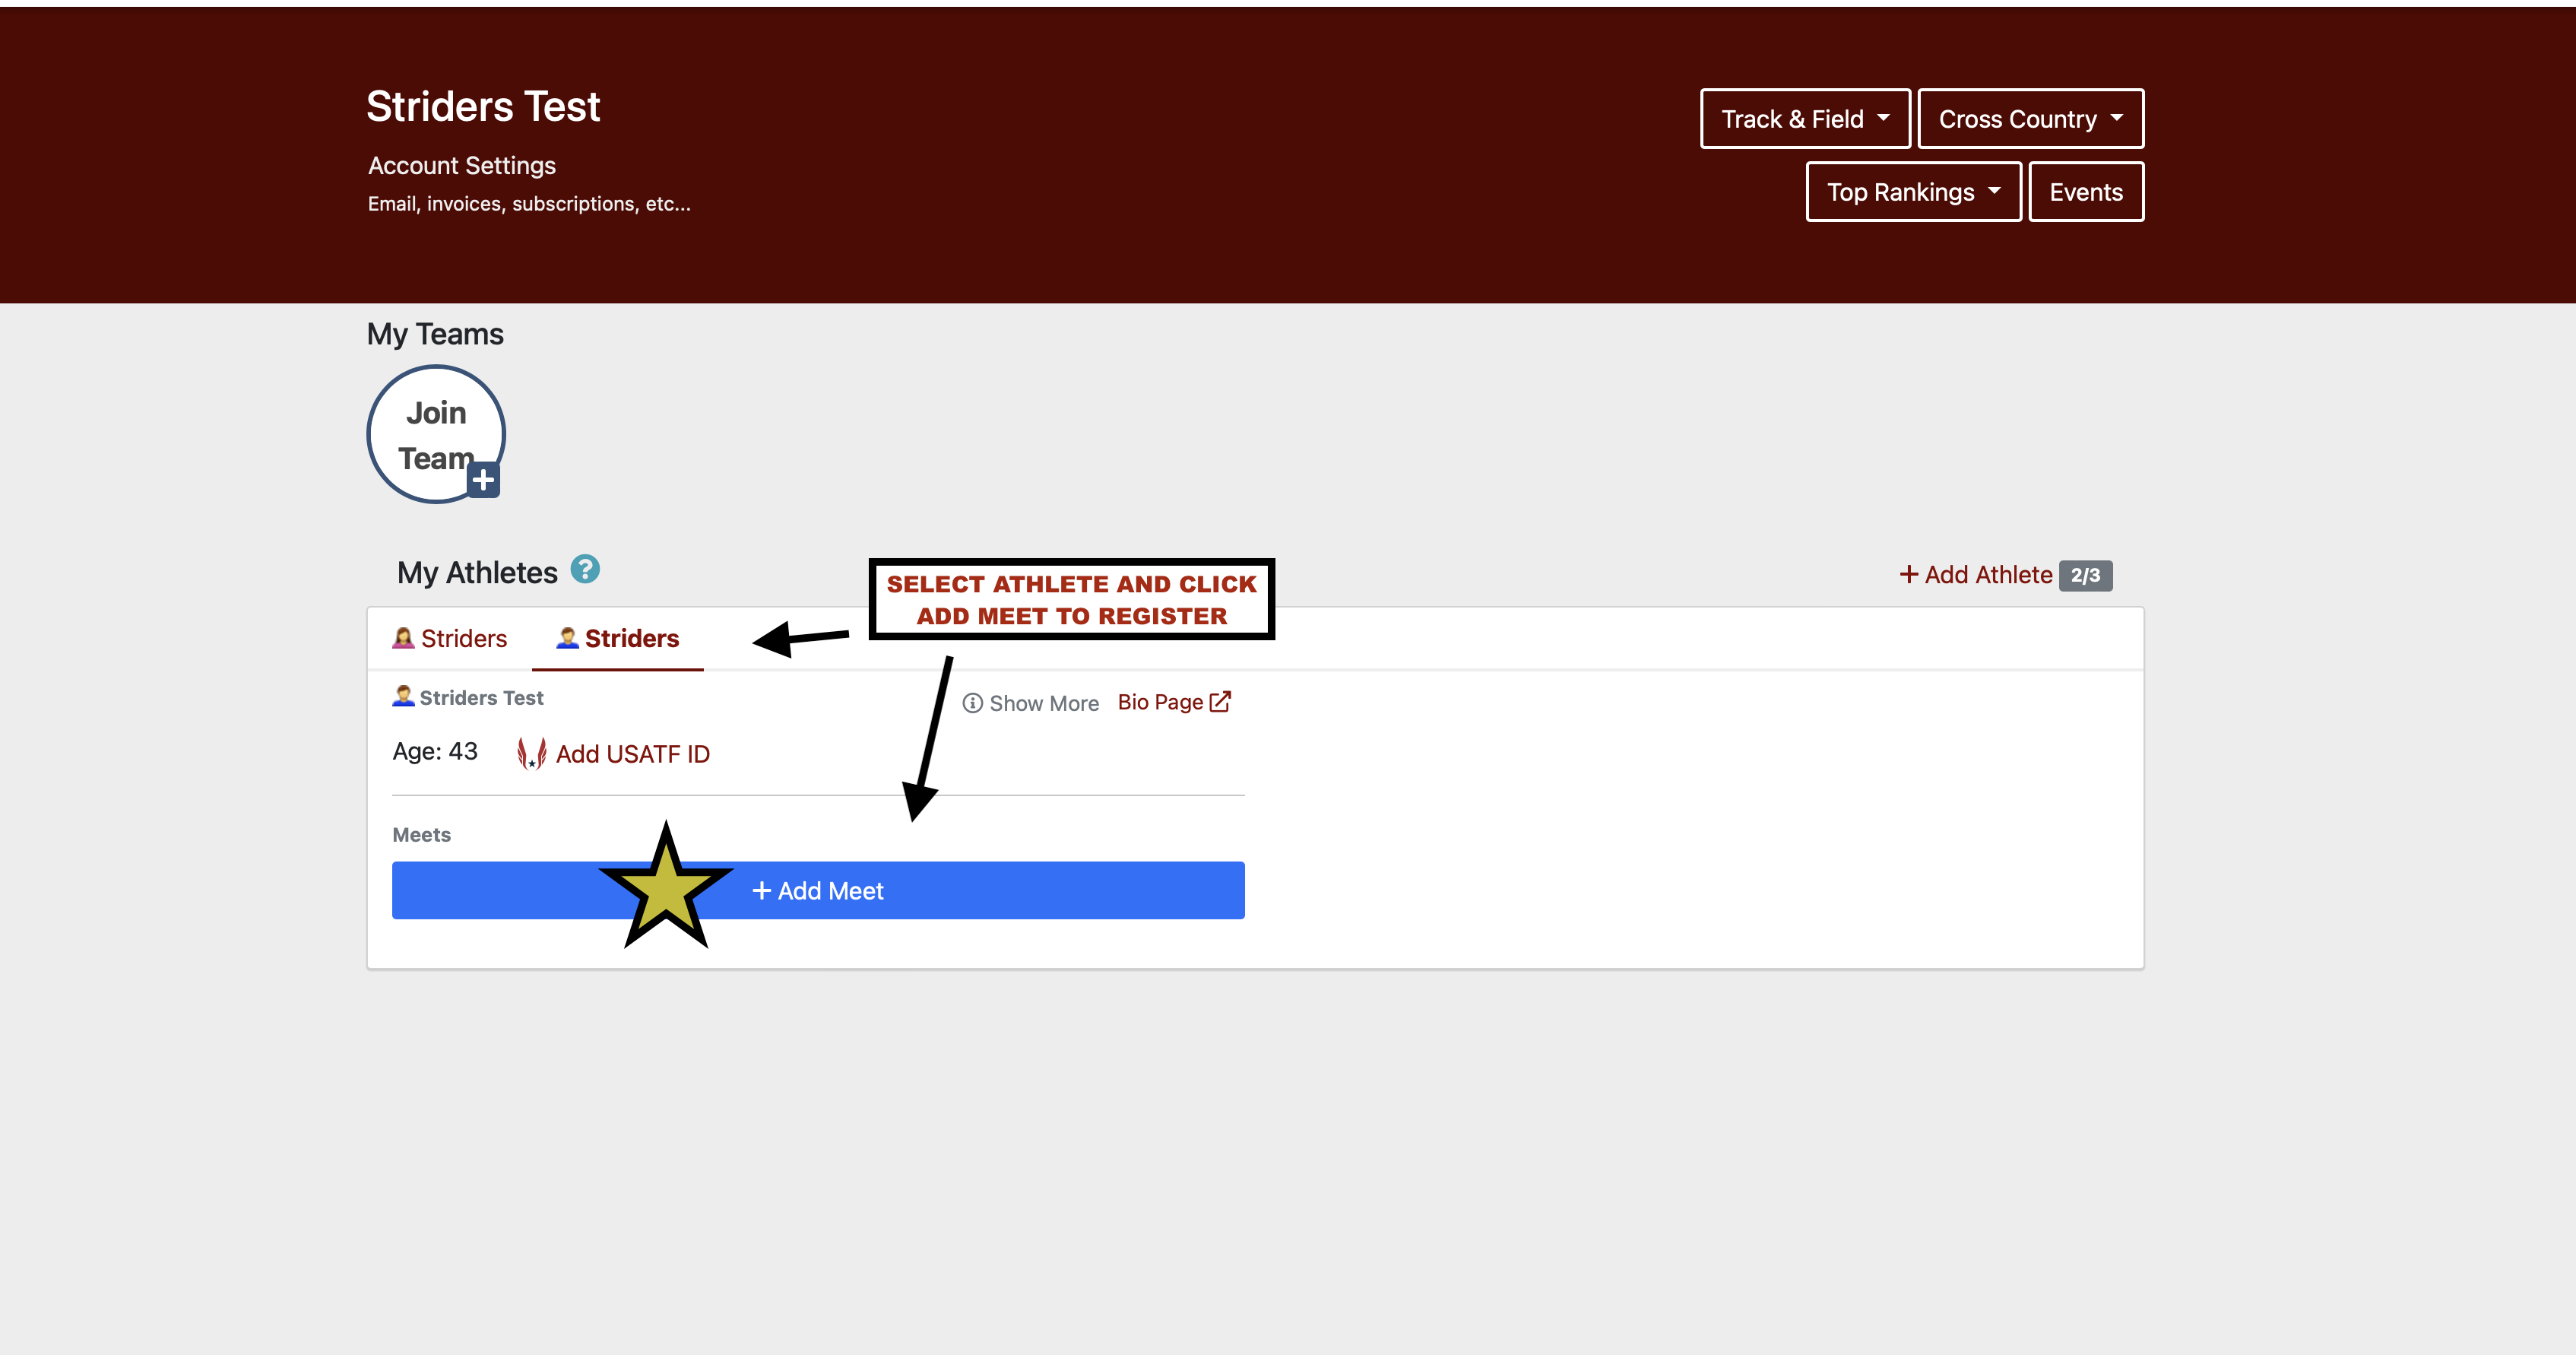 Striders Test
Account Settings
Email, invoices, subscriptions, etc...
Track & Field
Cross Country
Top Rankings
Events
My Teams
Join
Team
My Athletes
SELECT ATHLETE AND CLICK
ADD MEET TO REGISTER
Add Athlete 2/3
Striders
Striders
Striders Test
Show More
Bio Page
Age: 43
Add USATF ID
Meets
+ Add Meet